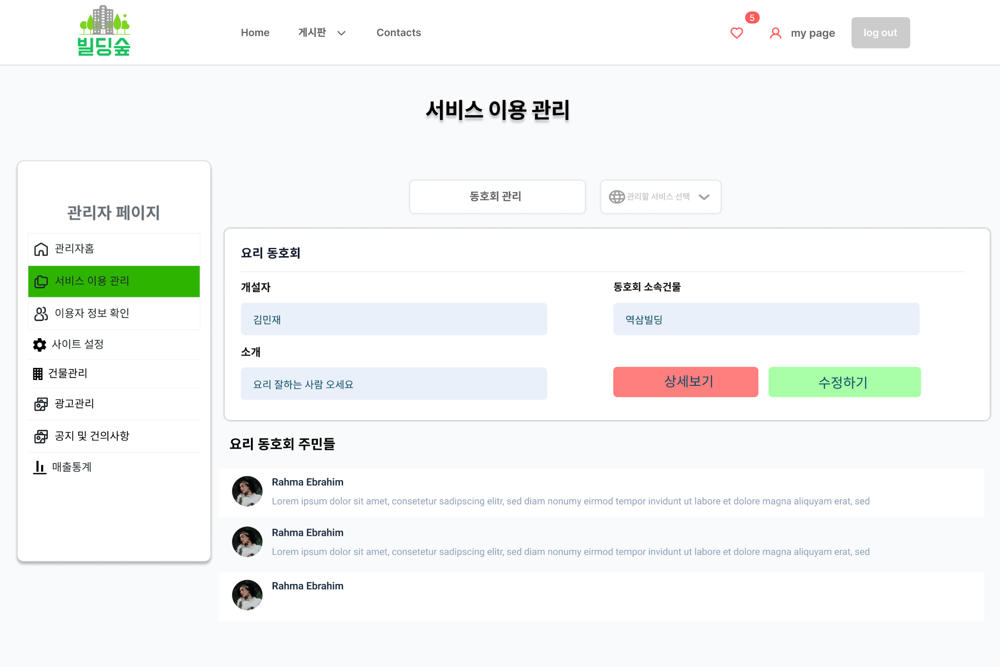 빌딩숲
Home
게시판
Contacts
5
my page
log out
서비스 이용 관리
관리자 페이지
관리자홈
서비스 이용 관리
이용자 정보 확인
사이트 설정
건물관리
광고관리
공지 및 건의사항
매출통계
동호회 관리
관리할 서비스 선택
요리 동호회
개설자
동호회 소속건물
김민재
역삼빌딩
소개
요리 잘하는 사람 오세요
상세보기
수정하기
요리 동호회 주민들
Rahma Ebrahim
Lorem ipsum dolor sit amet, consetetur sadipscing elitr, sed diam nonumy eirmod tempor invidunt ut labore et dolore magna aliquyam erat, sed
Rahma Ebrahim
Lorem ipsum dolor sit amet, consetetur sadipscing elitr, sed diam nonumy eirmod tempor invidunt ut labore et dolore magna aliquyam erat, sed
Rahma Ebrahim